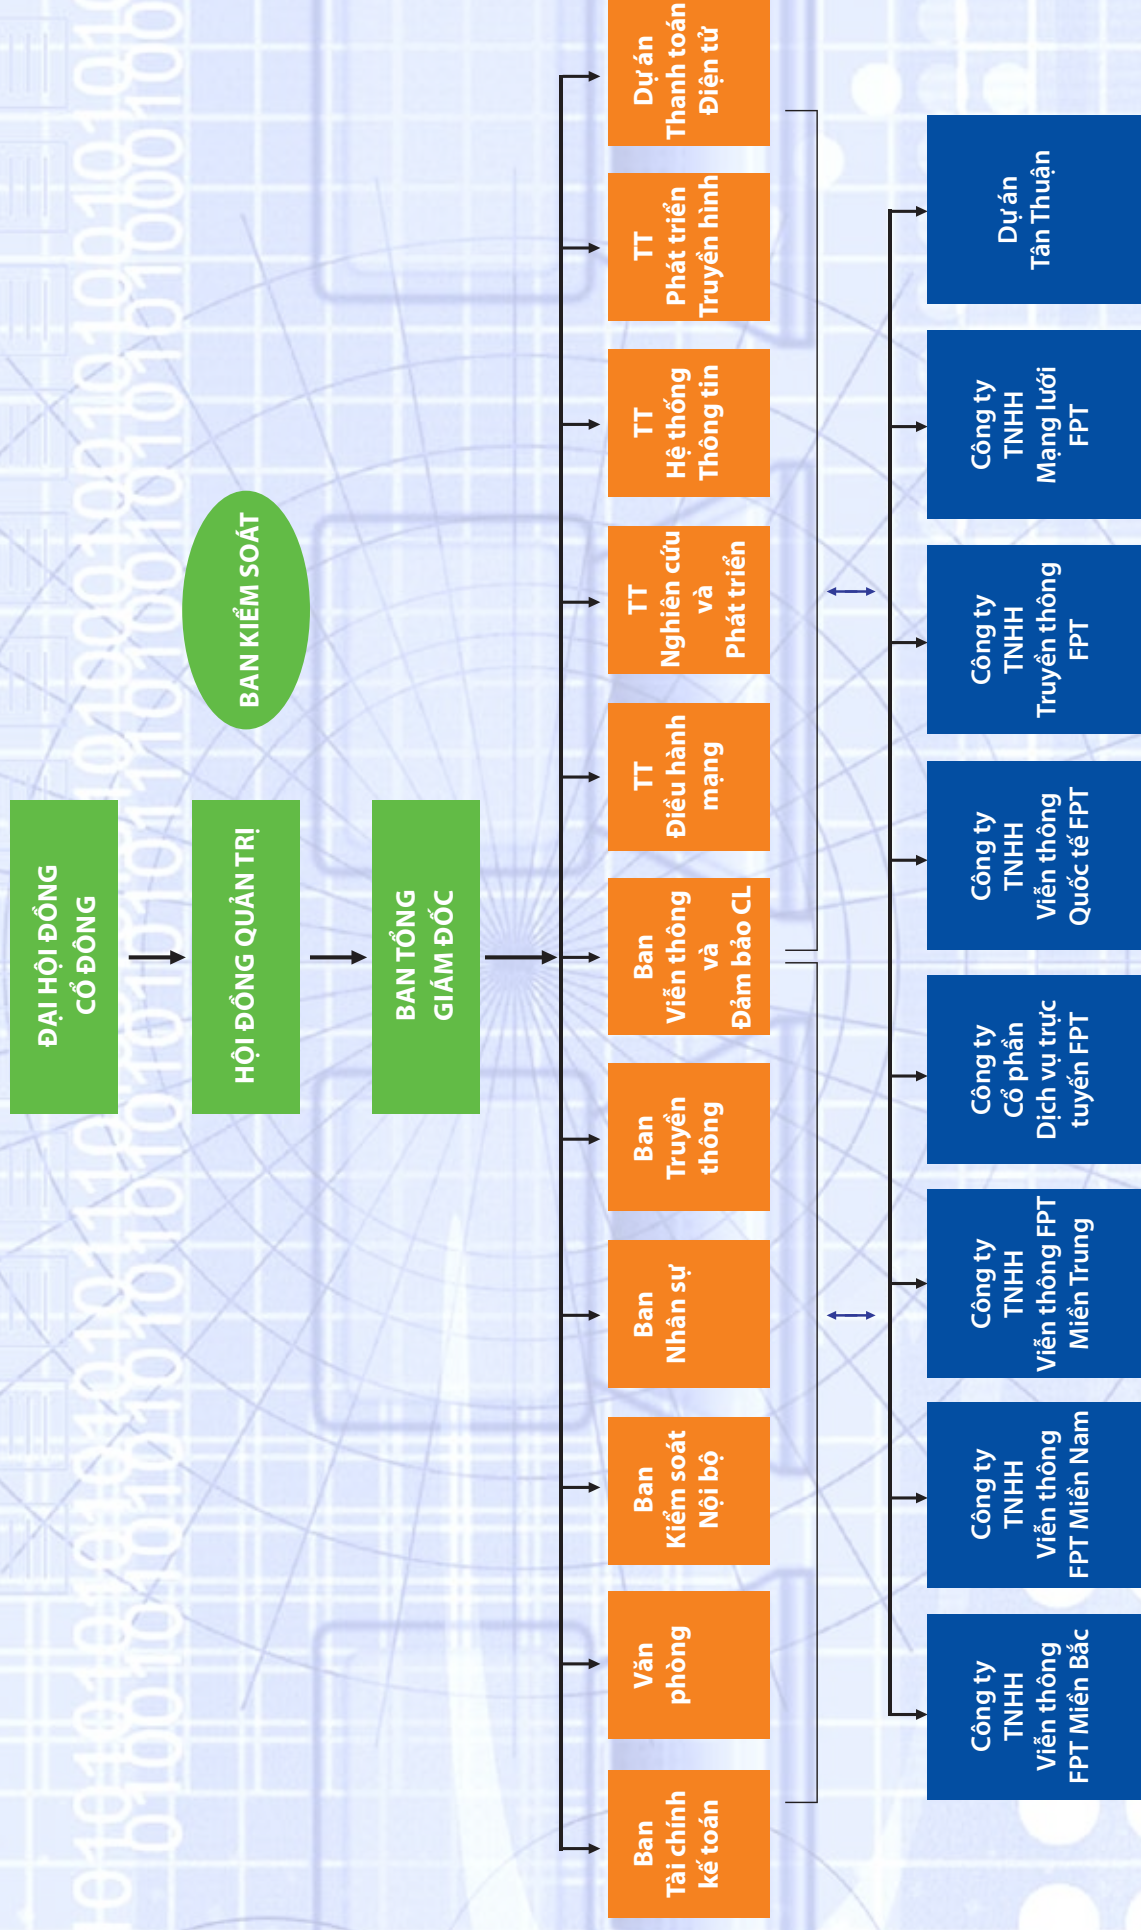 ĐẠI HỘI ĐỒNG
CỔ ĐÔNG
HỘI ĐỒNG QUẢN TRỊ
BAN KIỂM SOÁT
BAN TỔNG
GIÁM ĐỐC
Ban
Tài chính
kế toán
Văn
phòng
Ban
Kiểm soát
Nội bộ
Ban
Nhân sự
Ban
Truyền
thông
Ban
Viễn thông
và
Đảm bảo CL
TT
Điều hành
mạng
TT
Nghiên cứu
và
Phát triển
TT
Hệ thống
Thông tin
TT
Phát triển
Truyền hình
Dự án
Thanh toán
Điện tử
Công ty
TNHH
Viễn thông
FPT Miền Bắc
Công ty
TNHH
Viễn thông
FPT Miền Nam
Công ty
TNHH
Viễn thông FPT
Miền Trung
Công ty
Cổ phần
Dịch vụ trực
tuyến FPT
Công ty
TNHH
Viễn thông
Quốc tế FPT
Công ty
TNHH
Truyền thông
FPT
Công ty
TNHH
Mạng lưới
FPT
Dự án
Tân Thuận